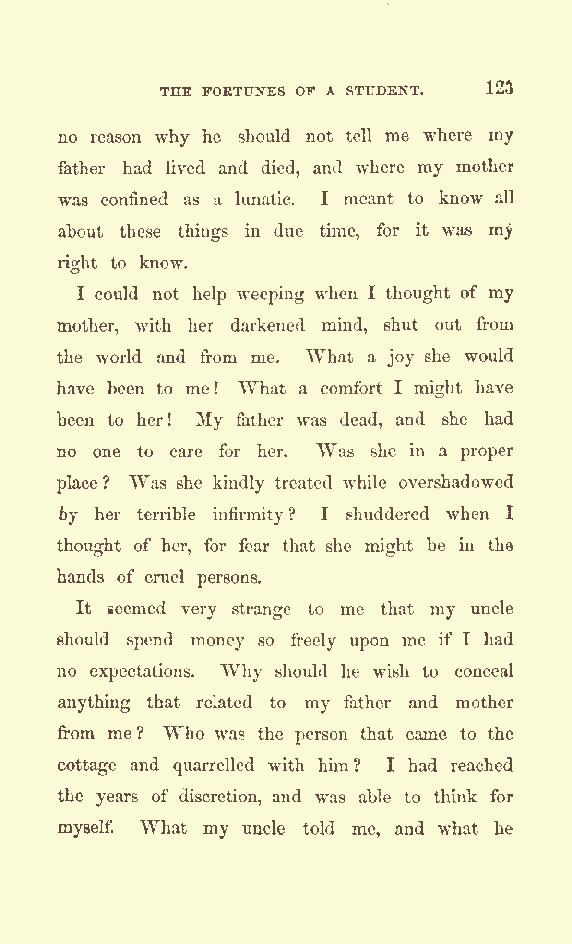 THE FORTUNES OF A STUDENT. 123
no reason why he should not tell me where my
father had lived and died, and where my mother
was confined as a lunatic. I meant to know all
about these things in due time, for it was my
right to know.
I could not help weeping when I thought of my
mother, with her darkened mind, shut out from
the world and from me. What a joy she would
have been to me! What a comfort I might have
been to her! My father was dead, and she had
no one to care for her. Was she in a proper
place? Was she kindly treated while overshadowed
by her terrible infirmity? I shuddered when I
thought of her, for fear that she might be in the
hands of cruel persons.
It seemed very strange to me that my uncle
should spend money so freely upon me if I had
no expectations. Why should he wish to conceal
anything that related to my father and mother
from me? Who was the person that came to the
cottage and quarrelled with him? I had reached
the years of discretion, and was able to think for
myself. What my uncle told me, and what he